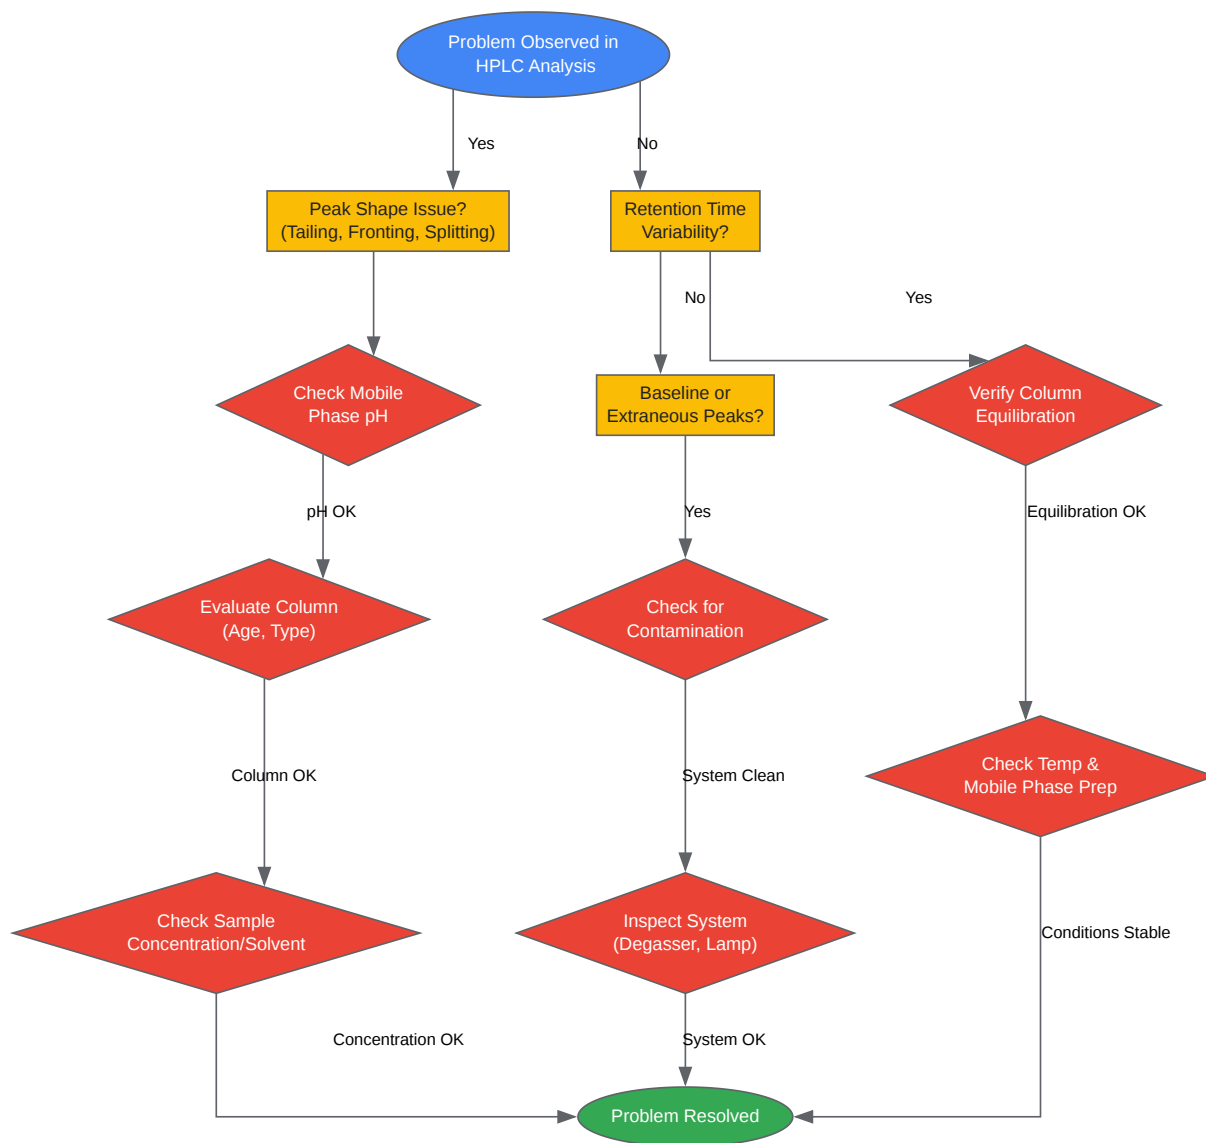 Problem Observed in
HPLC Analysis
Yes
No
Peak Shape Issue?
(Tailing, Fronting, Splitting)
Retention Time
Variability?
No
Yes
Check Mobile
Phase pH
Baseline or
Extraneous Peaks?
Verify Column
Equilibration
pH OK
Yes
Equilibration OK
Evaluate Column
(Age, Type)
Check for
Contamination
Column OK
System Clean
Check Temp &
Mobile Phase Prep
Check Sample
Concentration/Solvent
Inspect System
(Degasser, Lamp)
Conditions Stable
Concentration OK
System OK
Problem Resolved